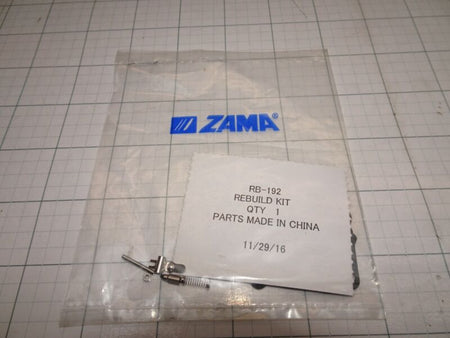 ZAMA®
RB-192
REBUILD KIT
QTY 1
PARTS MADE IN CHINA
11/29/16